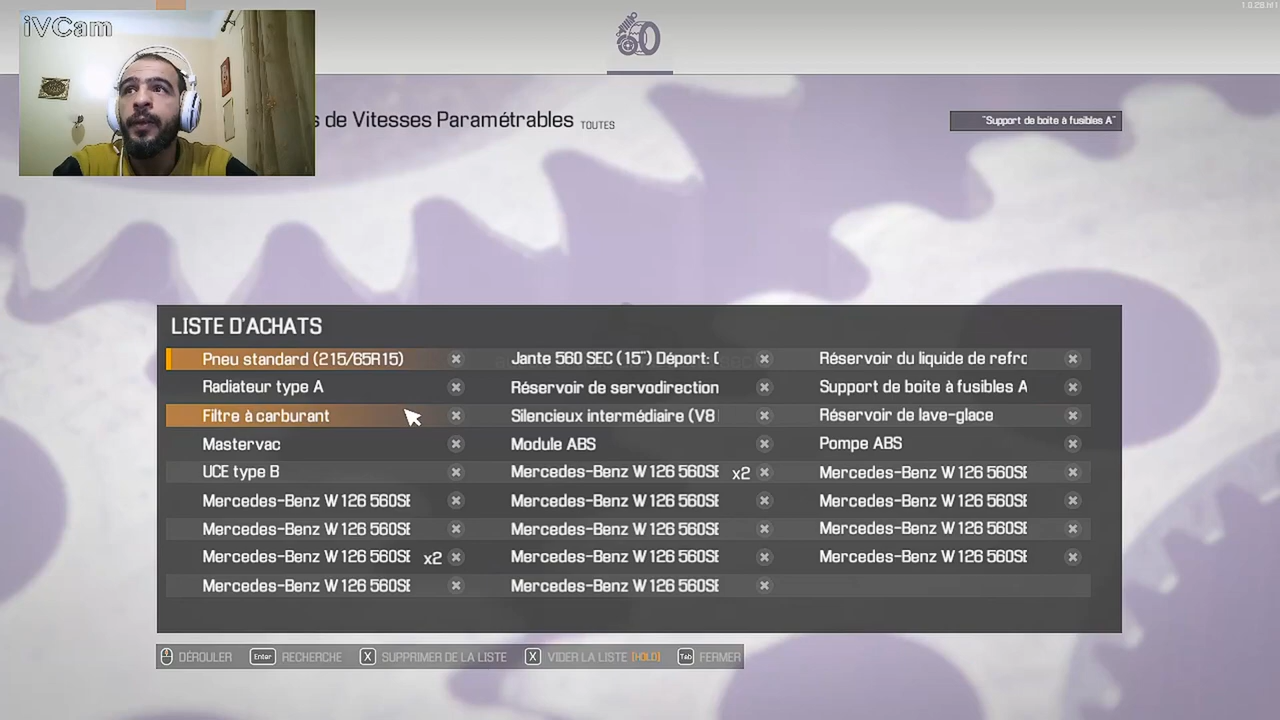 iVCam
s de Vitesses Paramétrables TOUTES
"Support de boite à fusibles A"
LISTE D'ACHATS
Pneu standard (215/65R15) Jante 560 SEC (15") Déport: Réservoir du liquide de refro
Radiateur type A Réservoir de servodirection Support de boite à fusibles A
Filtre à carburant Silencieux intermédiaire (V8 Réservoir de lave-glace
Mastervac Module ABS Pompe ABS
UCE type B Mercedes-Benz W126 560SE x2 Mercedes-Benz W126 560SE
Mercedes-Benz W126 560SE Mercedes-Benz W126 560SE Mercedes-Benz W126 560SE
Mercedes-Benz W126 560SE Mercedes-Benz W126 560SE Mercedes-Benz W126 560SE
Mercedes-Benz W126 560SE x2 Mercedes-Benz W126 560SE Mercedes-Benz W126 560SE
Mercedes-Benz W126 560SE Mercedes-Benz W126 560SE
DÉROULER Enter RECHERCHE X SUPPRIMER DE LA LISTE X VIDER LA LISTE (HOLD) Tab FERMER